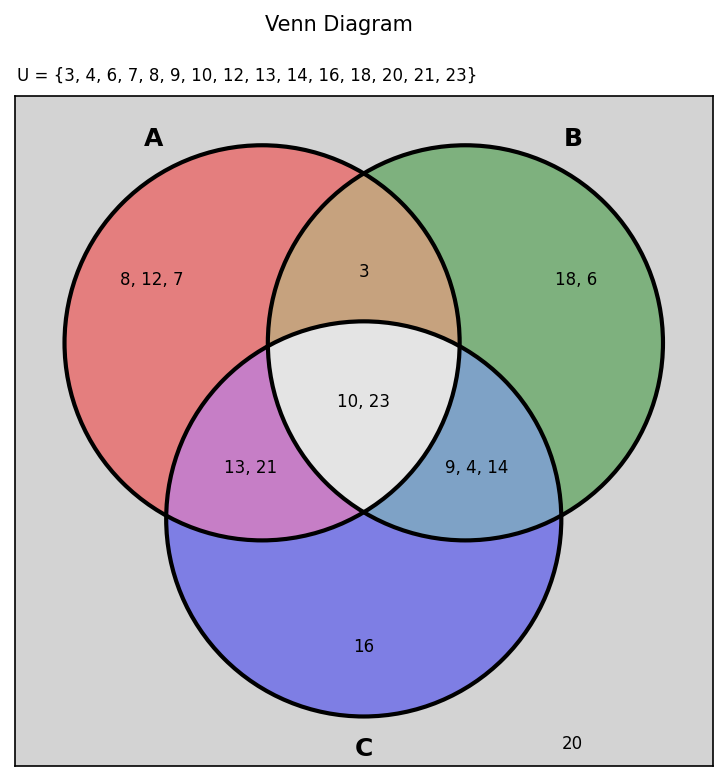 Venn Diagram
U = {3, 4, 6, 7, 8, 9, 10, 12, 13, 14, 16, 18, 20, 21, 23}
A
B
3
8, 12, 7
18, 6
10, 23
13, 21
9, 4, 14
16
20
C